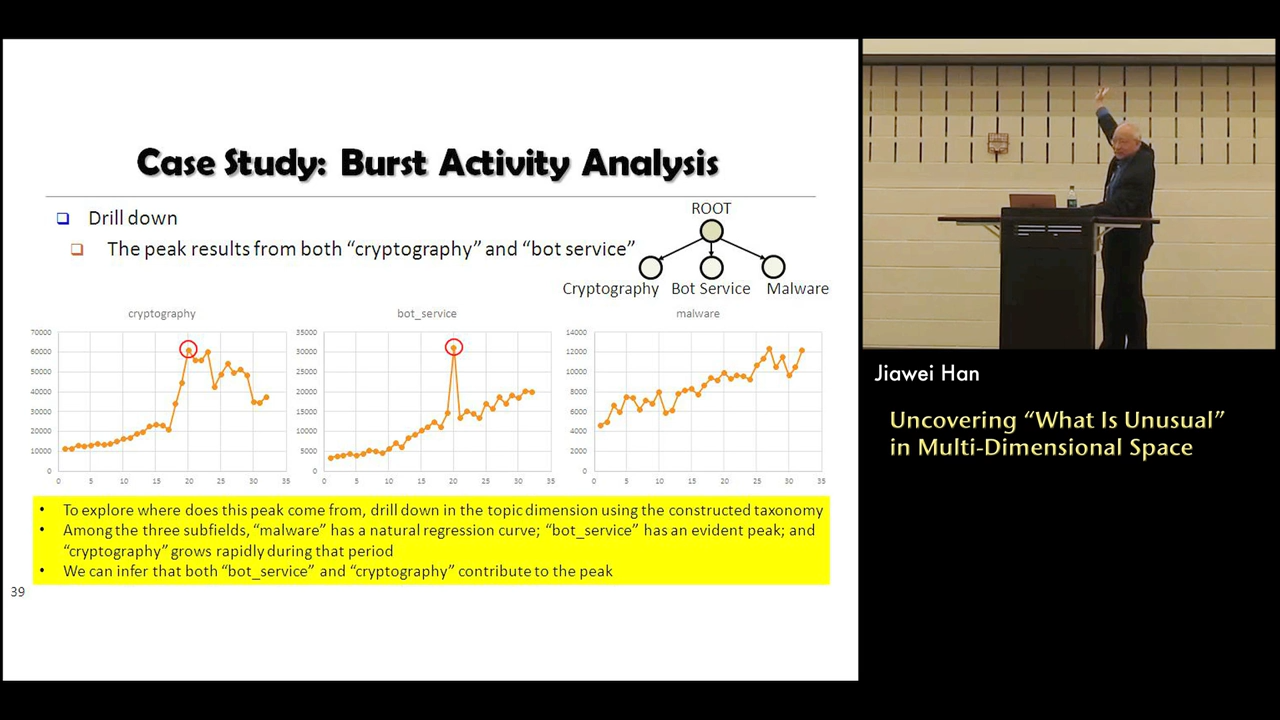 Case Study: Burst Activity Analysis
Drill down
The peak results from both “cryptography” and “bot service”
ROOT
Cryptography Bot Service Malware
cryptography
70000
60000
50000
40000
30000
20000
10000
0
0 5 10 15 20 25 30 35
bot_service
35000
30000
25000
20000
15000
10000
5000
0
0 5 10 15 20 25 30 35
malware
14000
12000
10000
8000
6000
4000
2000
0
0 5 10 15 20 25 30 35
• To explore where does this peak come from, drill down in the topic dimension using the constructed taxonomy
• Among the three subfields, “malware” has a natural regression curve; “bot_service” has an evident peak; and
“cryptography” grows rapidly during that period
• We can infer that both “bot_service” and “cryptography” contribute to the peak
39
Jiawei Han
Uncovering “What Is Unusual”
in Multi-Dimensional Space